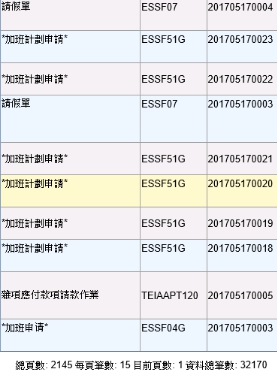 請假單 ESSF07 201705170004
*加班計劃申請* ESSF51G 201705170023
*加班計劃申請* ESSF51G 201705170022
請假單 ESSF07 201705170003
*加班計劃申請* ESSF51G 201705170021
*加班計劃申請* ESSF51G 201705170020
*加班計劃申請* ESSF51G 201705170019
*加班計劃申請* ESSF51G 201705170018
雜項應付款項請款作業 TEIAAPT120 201705170005
*加班申請* ESSF04G 201705170003
總頁數: 2145 每頁筆數: 15 目前頁數: 1 資料總筆數: 32170